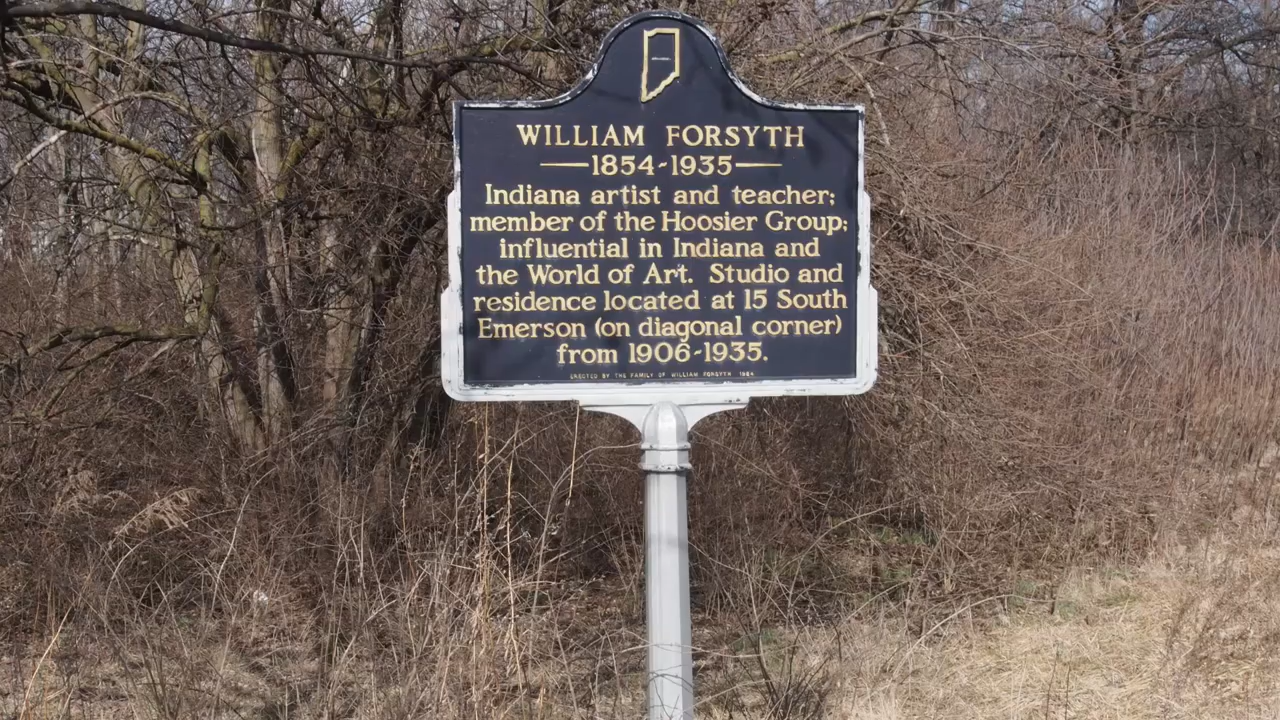 WILLIAM FORSYTH
1854-1935
Indiana artist and teacher;
member of the Hoosier Group;
influential in Indiana and
the World of Art. Studio and
residence located at 15 South
Emerson (on diagonal corner)
from 1906-1935.
ERECTED BY THE FAMILY OF WILLIAM FORSYTH